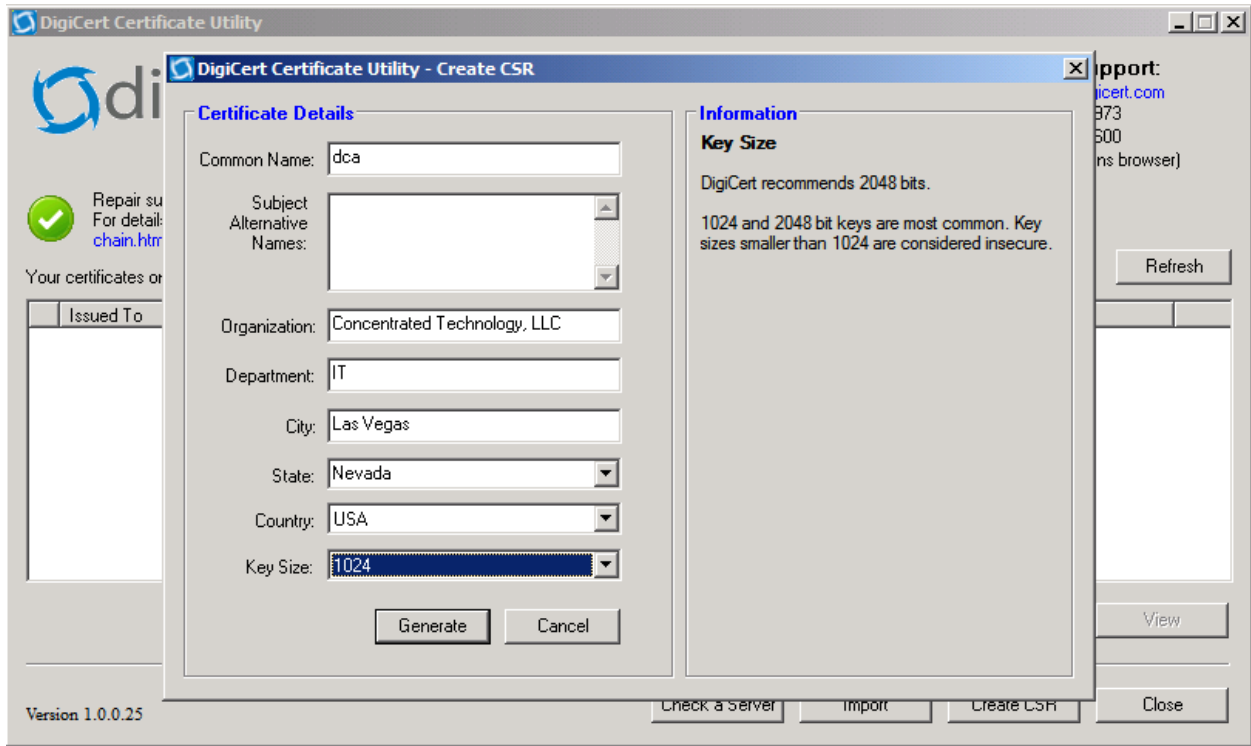 DigiCert Certificate Utility
DigiCert Certificate Utility - Create CSR
di
Certificate Details
Common Name: dca
Subject
Alternative
Names:
Organization: Concentrated Technology, LLC
Department: IT
City: Las Vegas
State: Nevada
Country: USA
Key Size: 1024
Generate Cancel
Information
Key Size
DigiCert recommends 2048 bits.
1024 and 2048 bit keys are most common. Key
sizes smaller than 1024 are considered insecure.
pport:
gicert.com
973
600
ns browser)
Repair su
For detail
chain.htm
Your certificates or
Refresh
Issued To
View
Version 1.0.0.25
Check a Server Import Create CSR Close